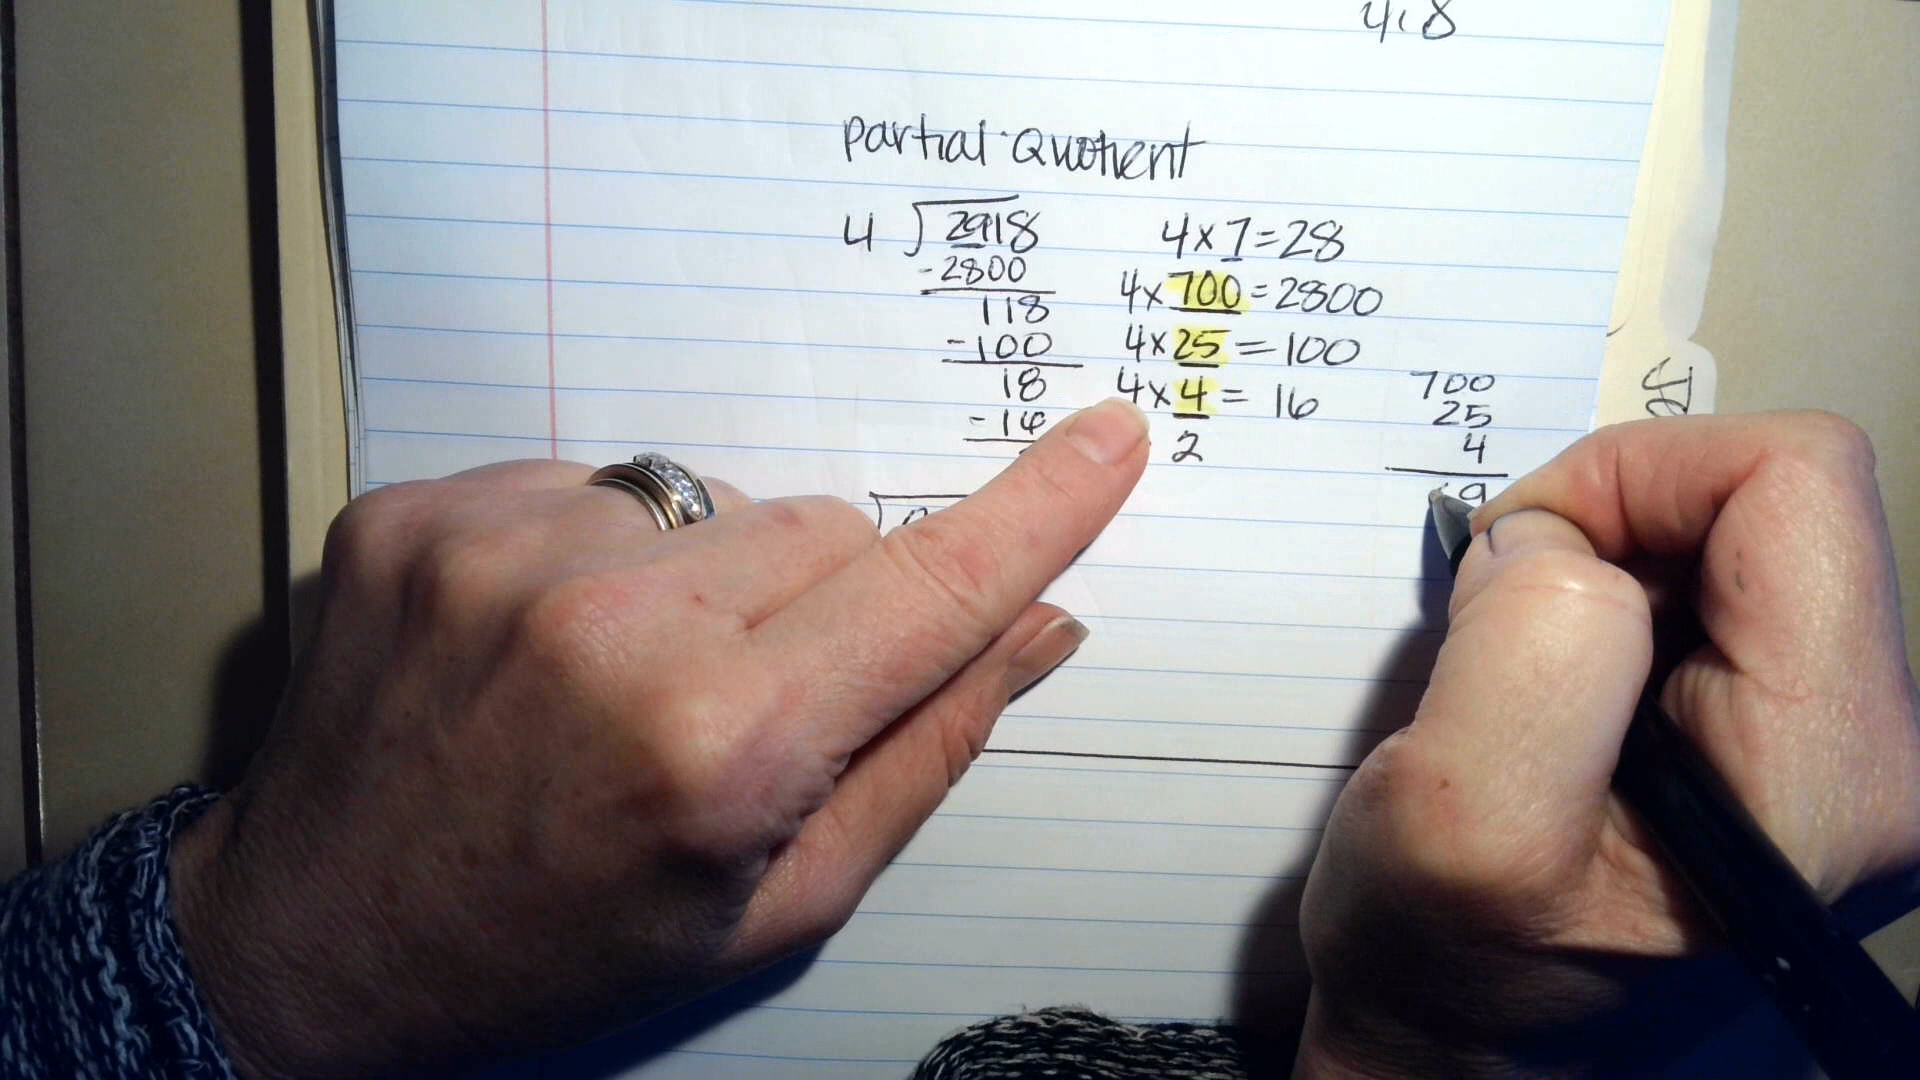 4.8
Partial Quotient
4 2918 4x7=28
-2800 4x700=2800
118 4x25=100
-100 4x4=16
18 2
-16
700
25
4
9